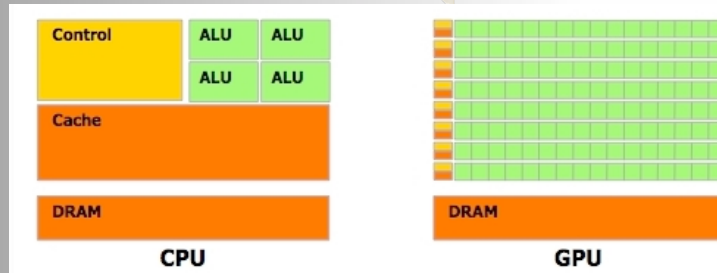 Control
ALU ALU
ALU ALU
Cache
DRAM
CPU
DRAM
GPU